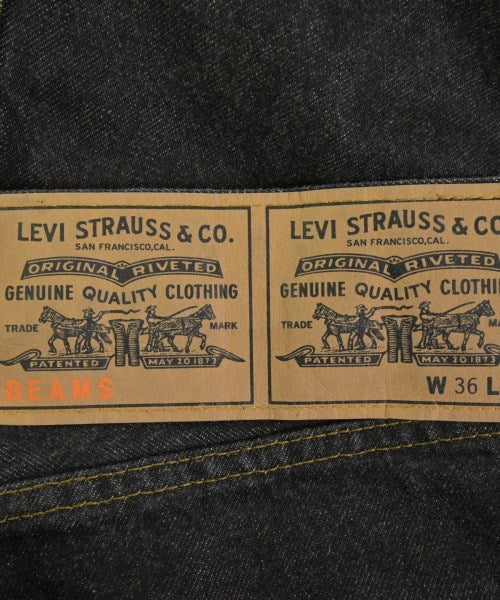 LEVI STRAUSS & CO.
SAN FRANCISCO, CAL.
ORIGINAL RIVETED
GENUINE QUALITY CLOTHING
TRADE MARK
PATENTED MAY 20 1873
BEAMS
LEVI STRAUSS & CO.
SAN FRANCISCO, CAL.
ORIGINAL RIVETED
GENUINE QUALITY CLOTHIN
TRADE MARK
PATENTED MAY 20 1873
W 36 L